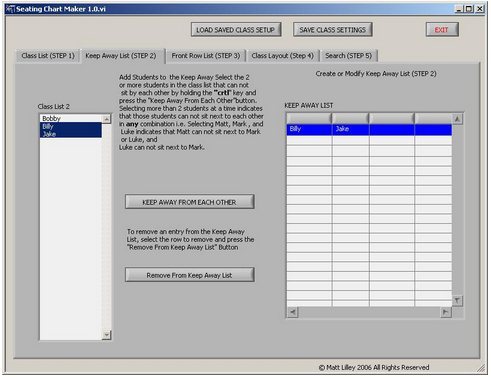 Seating Chart Maker 1.0.vi
LOAD SAVED CLASS SETUP
SAVE CLASS SETTINGS
EXIT
Class List (STEP 1)
Keep Away List (STEP 2)
Front Row List (STEP 3)
Class Layout (Step 4)
Search (STEP 5)
Create or Modify Keep Away List (STEP 2)
Add Students to the Keep Away Select the 2
or more students in the class list that can not
sit by each other by holding the "crtl" key and
press the "Keep Away From Each Other"button.
Selecting more than 2 students at a time indicates
that those students can not sit next to each other
in any combination i.e. Selecting Matt, Mark , and
Luke indicates that Matt can not sit next to Mark
or Luke, and
Luke can not sit next to Mark.
Class List 2
Bobby
Billy
Jake
KEEP AWAY LIST
Billy
Jake
KEEP AWAY FROM EACH OTHER
To remove an entry from the Keep Away
List, select the row to remove and press the
"Remove From Keep Away List" Button
Remove From Keep Away List
© Matt Lilley 2006 All Rights Reserved